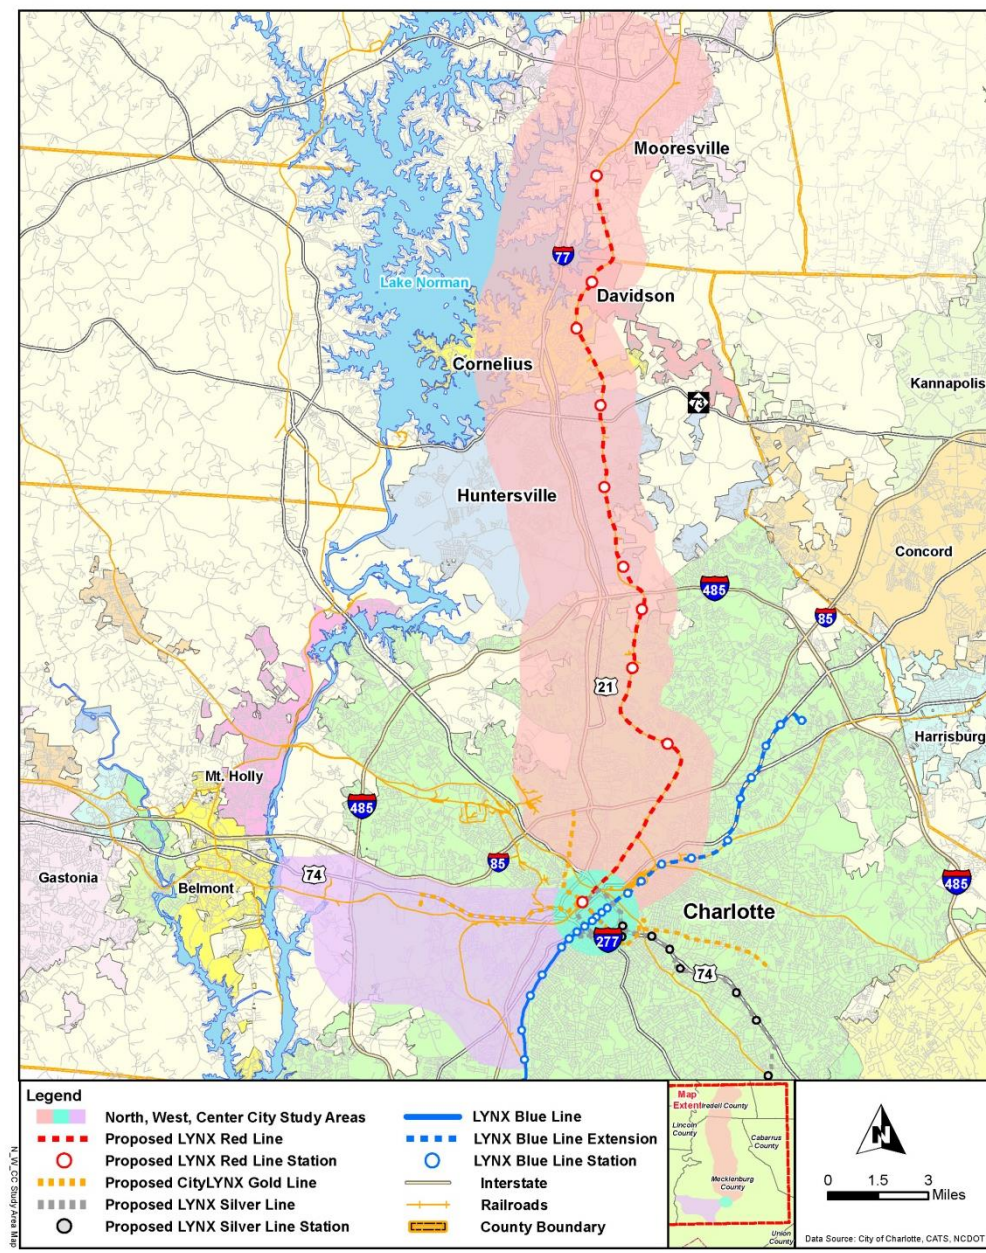 Mooresville
77
Lake Norman
Davidson
Cornelius
Kannapolis
73
Huntersville
Concord
485
85
21
Harrisburg
Mt. Holly
485
85
74
Gastonia
Belmont
485
Charlotte
277
74
Legend
North, West, Center City Study Areas
Proposed LYNX Red Line
Proposed LYNX Red Line Station
Proposed CityLYNX Gold Line
Proposed LYNX Silver Line
Proposed LYNX Silver Line Station
LYNX Blue Line
LYNX Blue Line Extension
LYNX Blue Line Station
Interstate
Railroads
County Boundary
Map
Extent
Iredell County
Lincoln
County
Cabarrus
County
Mecklenburg
County
Union
County
N
0 1.5 3
Miles
Data Source: City of Charlotte, CATS, NCDOT
N_W_CC Study Area Map